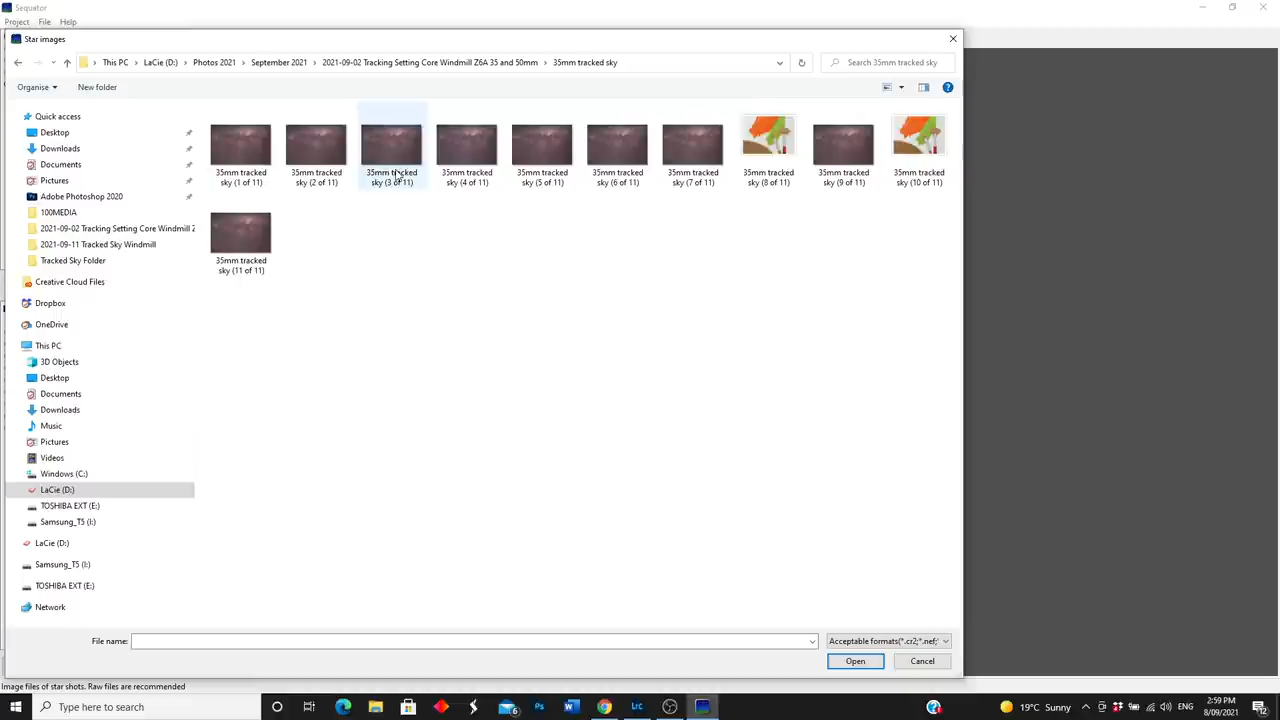 Sequator
Project File Help
Star images
This PC › LaCie (D:) › Photos 2021 › September 2021 › 2021-09-02 Tracking Setting Core Windmill Z6A 35 and 50mm › 35mm tracked sky
Search 35mm tracked sky
Organise New folder
Quick access
Desktop
Downloads
Documents
Pictures
Adobe Photoshop 2020
100MEDIA
2021-09-02 Tracking Setting Core Windmill Z
2021-09-11 Tracked Sky Windmill
Tracked Sky Folder
Creative Cloud Files
Dropbox
OneDrive
This PC
3D Objects
Desktop
Documents
Downloads
Music
Pictures
Videos
Windows (C:)
LaCie (D:)
TOSHIBA EXT (E:)
Samsung_T5 (I:)
LaCie (D:)
Samsung_T5 (I:)
TOSHIBA EXT (E:)
Network
35mm tracked
sky (1 of 11)
35mm tracked
sky (2 of 11)
35mm tracked
sky (3 of 11)
35mm tracked
sky (4 of 11)
35mm tracked
sky (5 of 11)
35mm tracked
sky (6 of 11)
35mm tracked
sky (7 of 11)
35mm tracked
sky (8 of 11)
35mm tracked
sky (9 of 11)
35mm tracked
sky (10 of 11)
35mm tracked
sky (11 of 11)
File name:
Acceptable formats(*.cr2;*.nef;*
Open Cancel
Image files of star shots. Raw files are recommended
Type here to search
6
Ps
Lrc
19°C Sunny
ENG
2:59 PM
8/09/2021
12